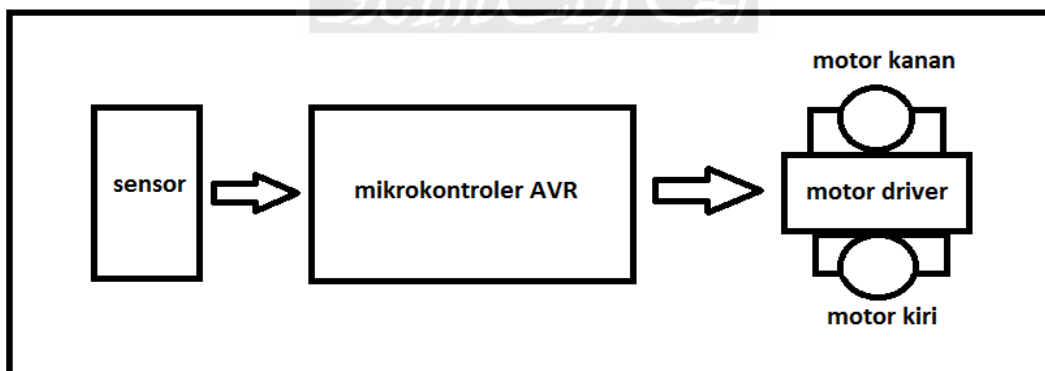 motor kanan
sensor
mikrokontroler AVR
motor driver
motor kiri